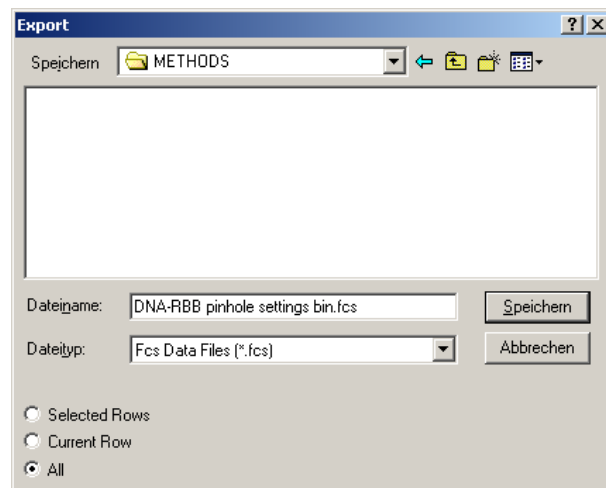 Export
Speichern METHODS
Dateiname: DNA-RBB pinhole settings bin.fcs Speichern
Dateityp: Fcs Data Files (*.fcs) Abbrechen
Selected Rows
Current Row
All